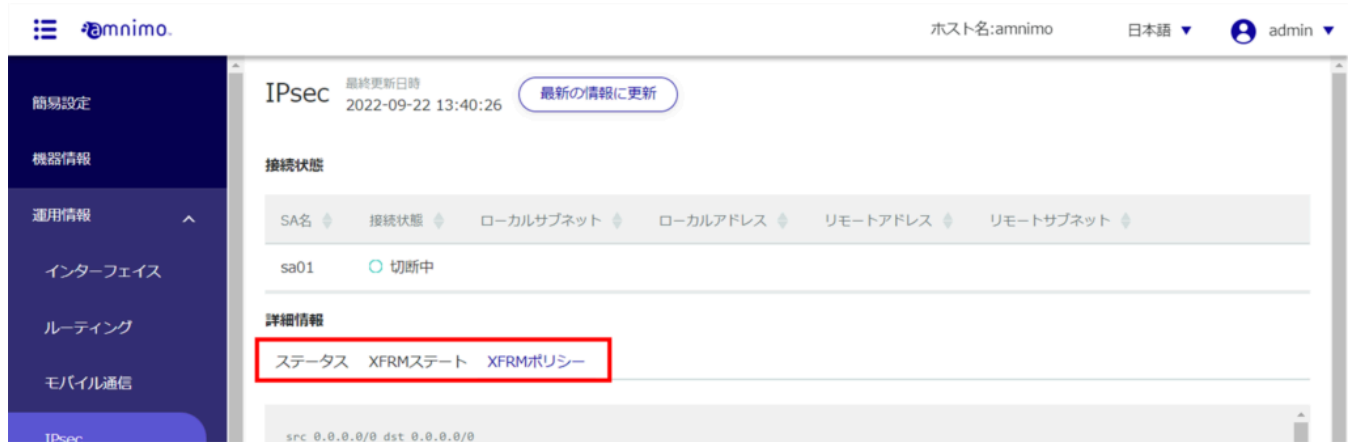 amnimo
ホスト名:amnimo
日本語 ▼
admin ▼
簡易設定
機器情報
運用情報
インターフェイス
ルーティング
モバイル通信
IPsec
IPsec
最終更新日時
2022-09-22 13:40:26
最新の情報に更新
接続状態
SA名 接続状態 ローカルサブネット ローカルアドレス リモートアドレス リモートサブネット
sa01 切断中
詳細情報
ステータス XFRMステート XFRMポリシー
src 0.0.0.0/0 dst 0.0.0.0/0